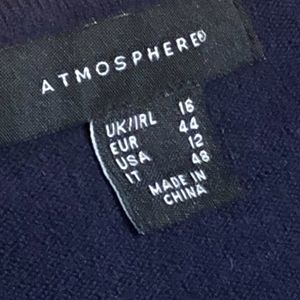 ATMOSPHERE®
UK//IRL 16
EUR 44
USA 12
IT 48
MADE IN
CHINA